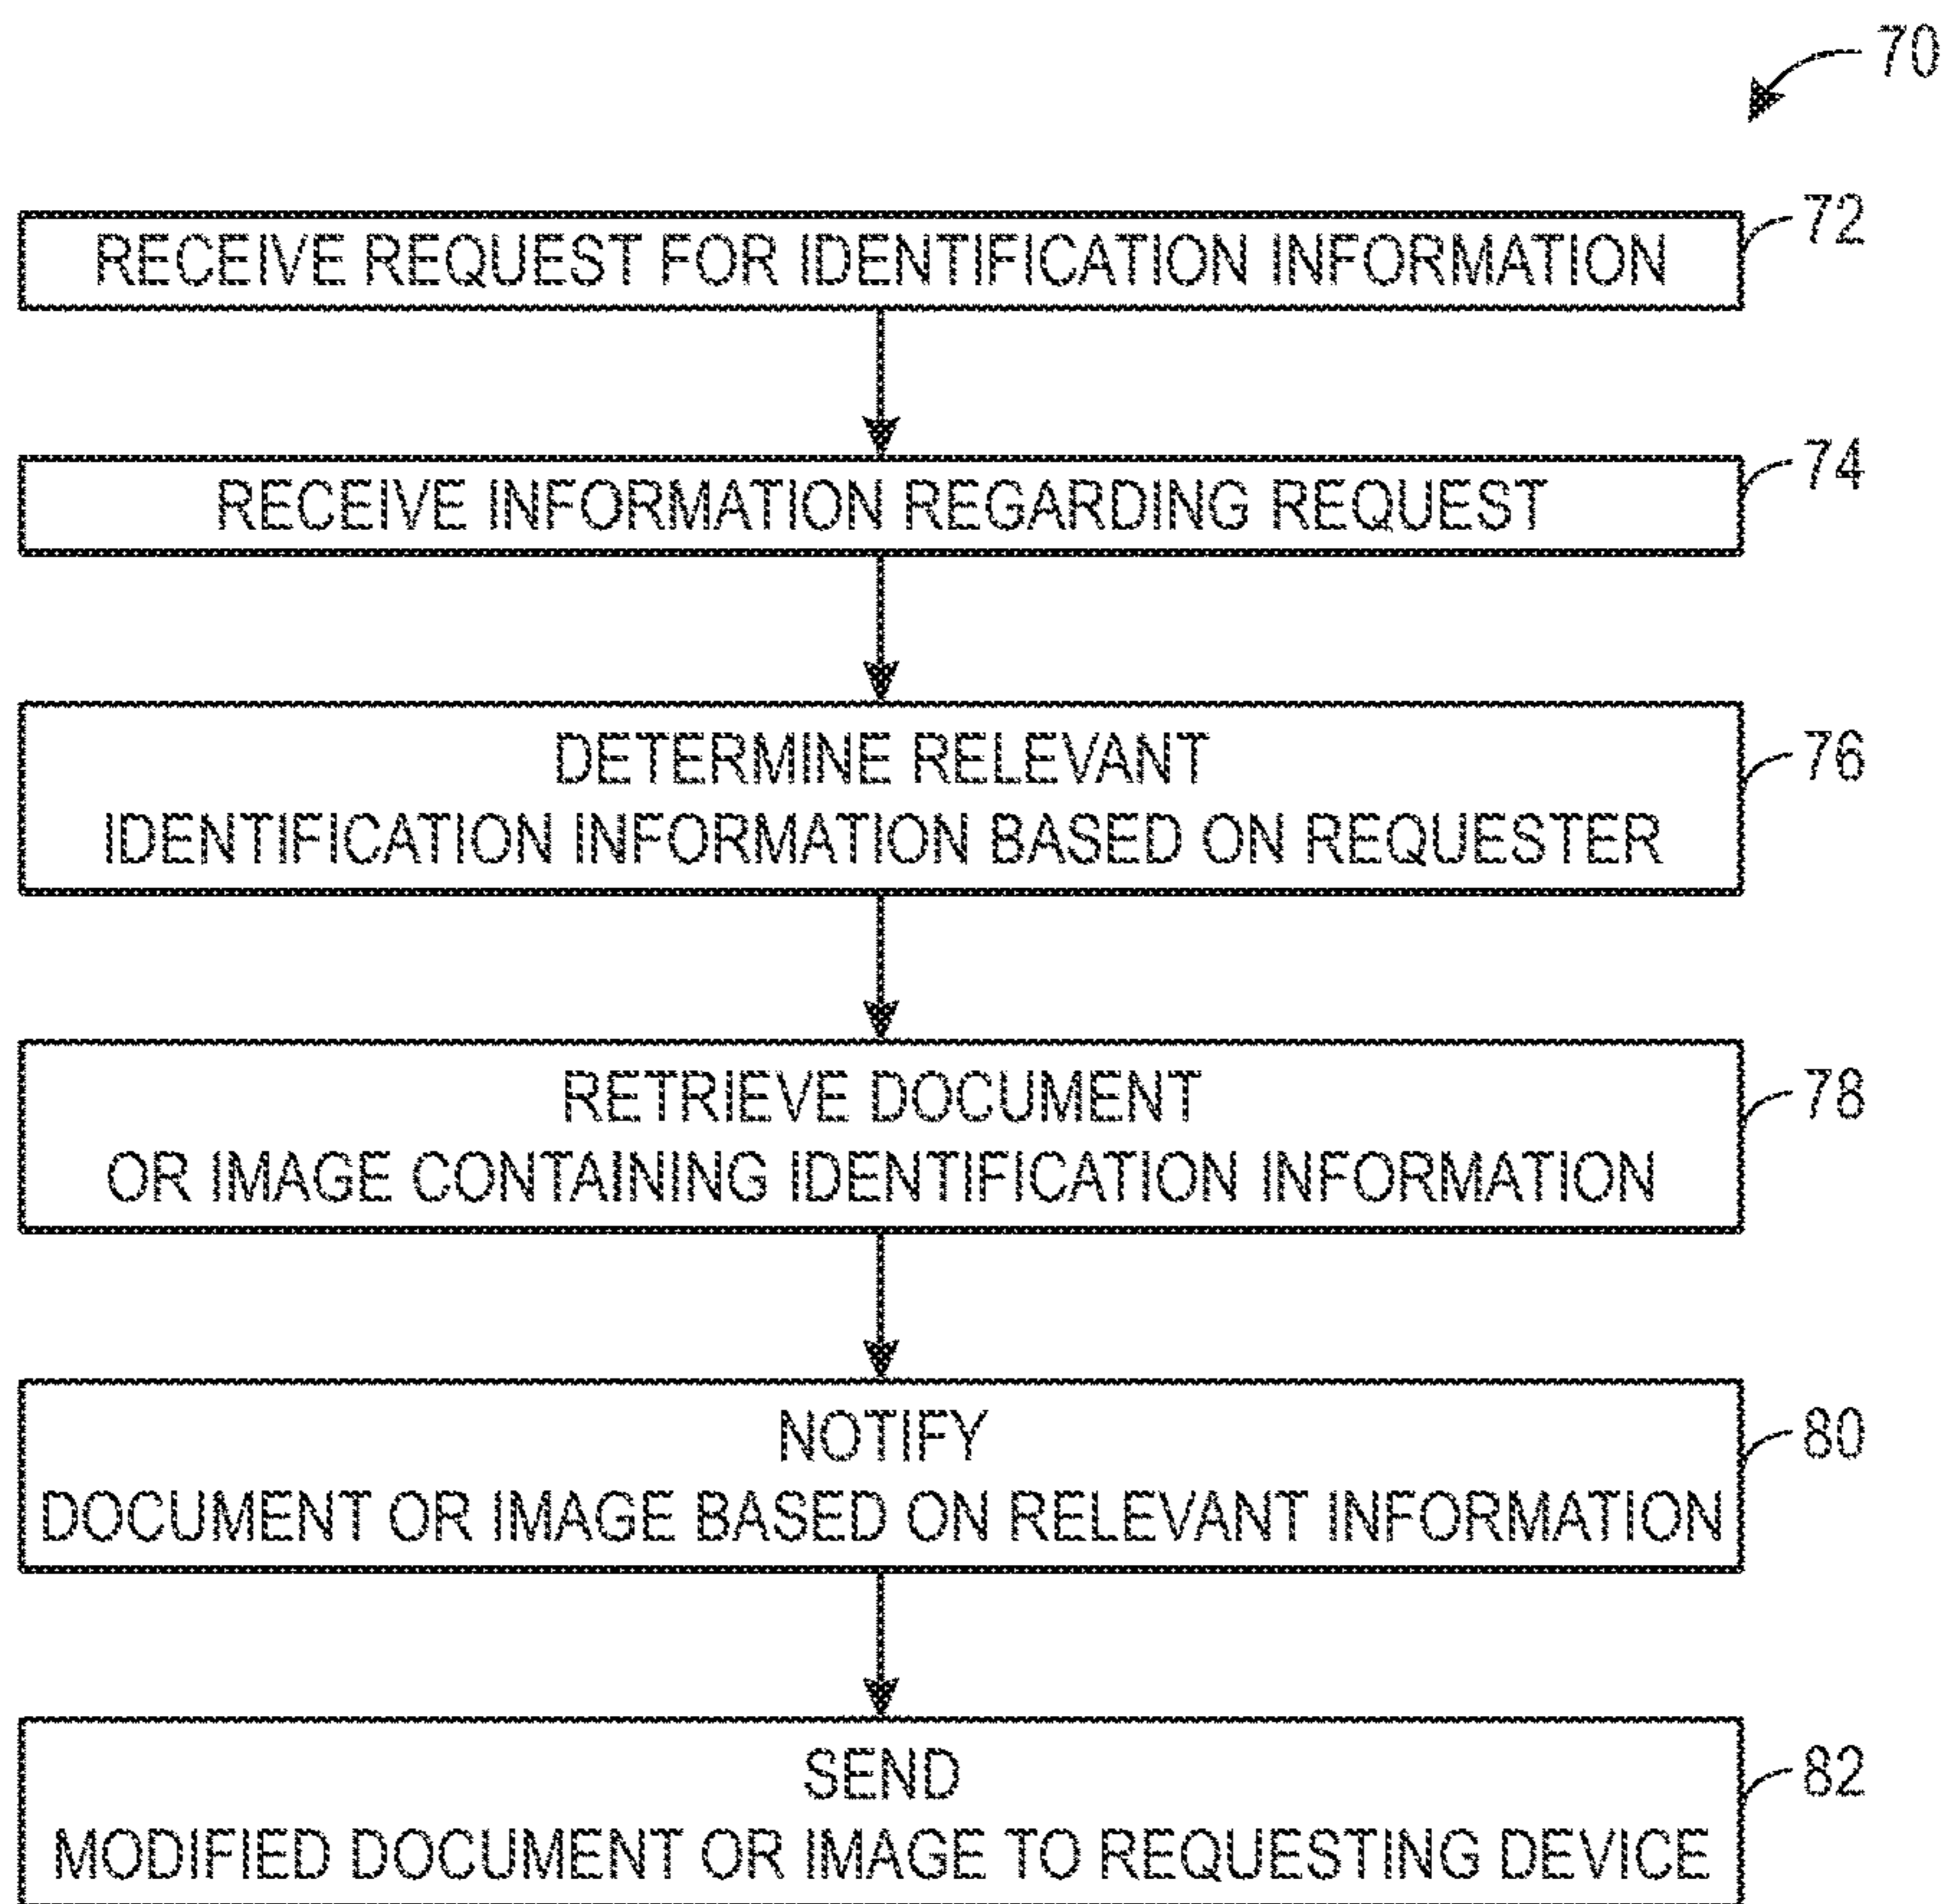 70
RECEIVE REQUEST FOR IDENTIFICATION INFORMATION
72
RECEIVE INFORMATION REGARDING REQUEST
74
DETERMINE RELEVANT
IDENTIFICATION INFORMATION BASED ON REQUESTER
76
RETRIEVE DOCUMENT
OR IMAGE CONTAINING IDENTIFICATION INFORMATION
78
NOTIFY
DOCUMENT OR IMAGE BASED ON RELEVANT INFORMATION
80
SEND
MODIFIED DOCUMENT OR IMAGE TO REQUESTING DEVICE
82